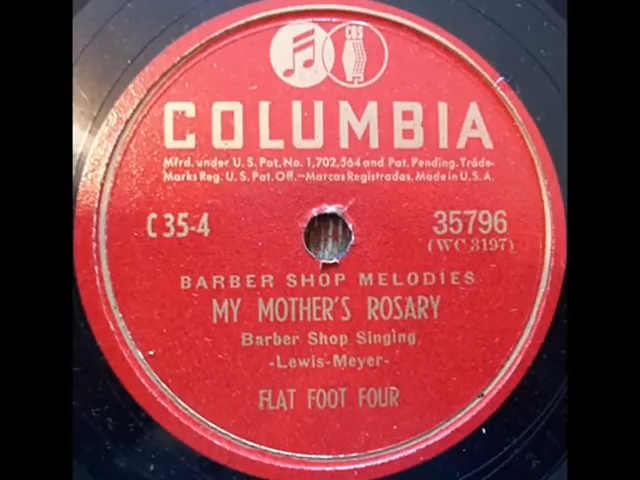 CBS
COLUMBIA
Mfrd. under U.S. Pat. No. 1,702,564 and Pat. Pending. Trade-
Marks Reg. U.S. Pat. Off.—Marcas Registradas. Made in U.S.A.
C 35-4
35796
(WC 3197)
BARBER SHOP MELODIES
MY MOTHER'S ROSARY
Barber Shop Singing
-Lewis-Meyer-
FLAT FOOT FOUR